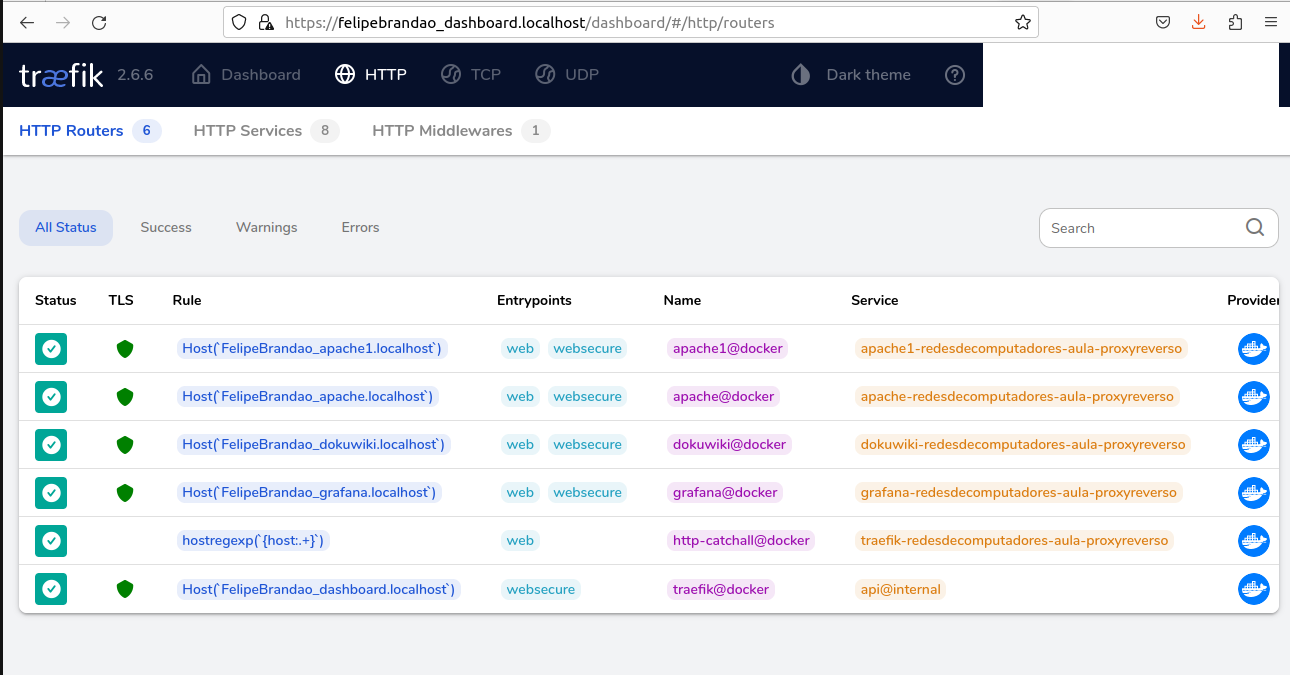 https://felipebrandao_dashboard.localhost/dashboard/#/http/routers
træfik 2.6.6 Dashboard HTTP TCP UDP Dark theme
HTTP Routers 6 HTTP Services 8 HTTP Middlewares 1
All Status Success Warnings Errors Search
Status TLS Rule Entrypoints Name Service Provider
Host(`FelipeBrandao_apache1.localhost`) web websecure apache1@docker apache1-redesdecomputadores-aula-proxyreverso
Host(`FelipeBrandao_apache.localhost`) web websecure apache@docker apache-redesdecomputadores-aula-proxyreverso
Host(`FelipeBrandao_dokuwiki.localhost`) web websecure dokuwiki@docker dokuwiki-redesdecomputadores-aula-proxyreverso
Host(`FelipeBrandao_grafana.localhost`) web websecure grafana@docker grafana-redesdecomputadores-aula-proxyreverso
hostregexp(`{host:.+}`) web http-catchall@docker traefik-redesdecomputadores-aula-proxyreverso
Host(`FelipeBrandao_dashboard.localhost`) websecure traefik@docker api@internal